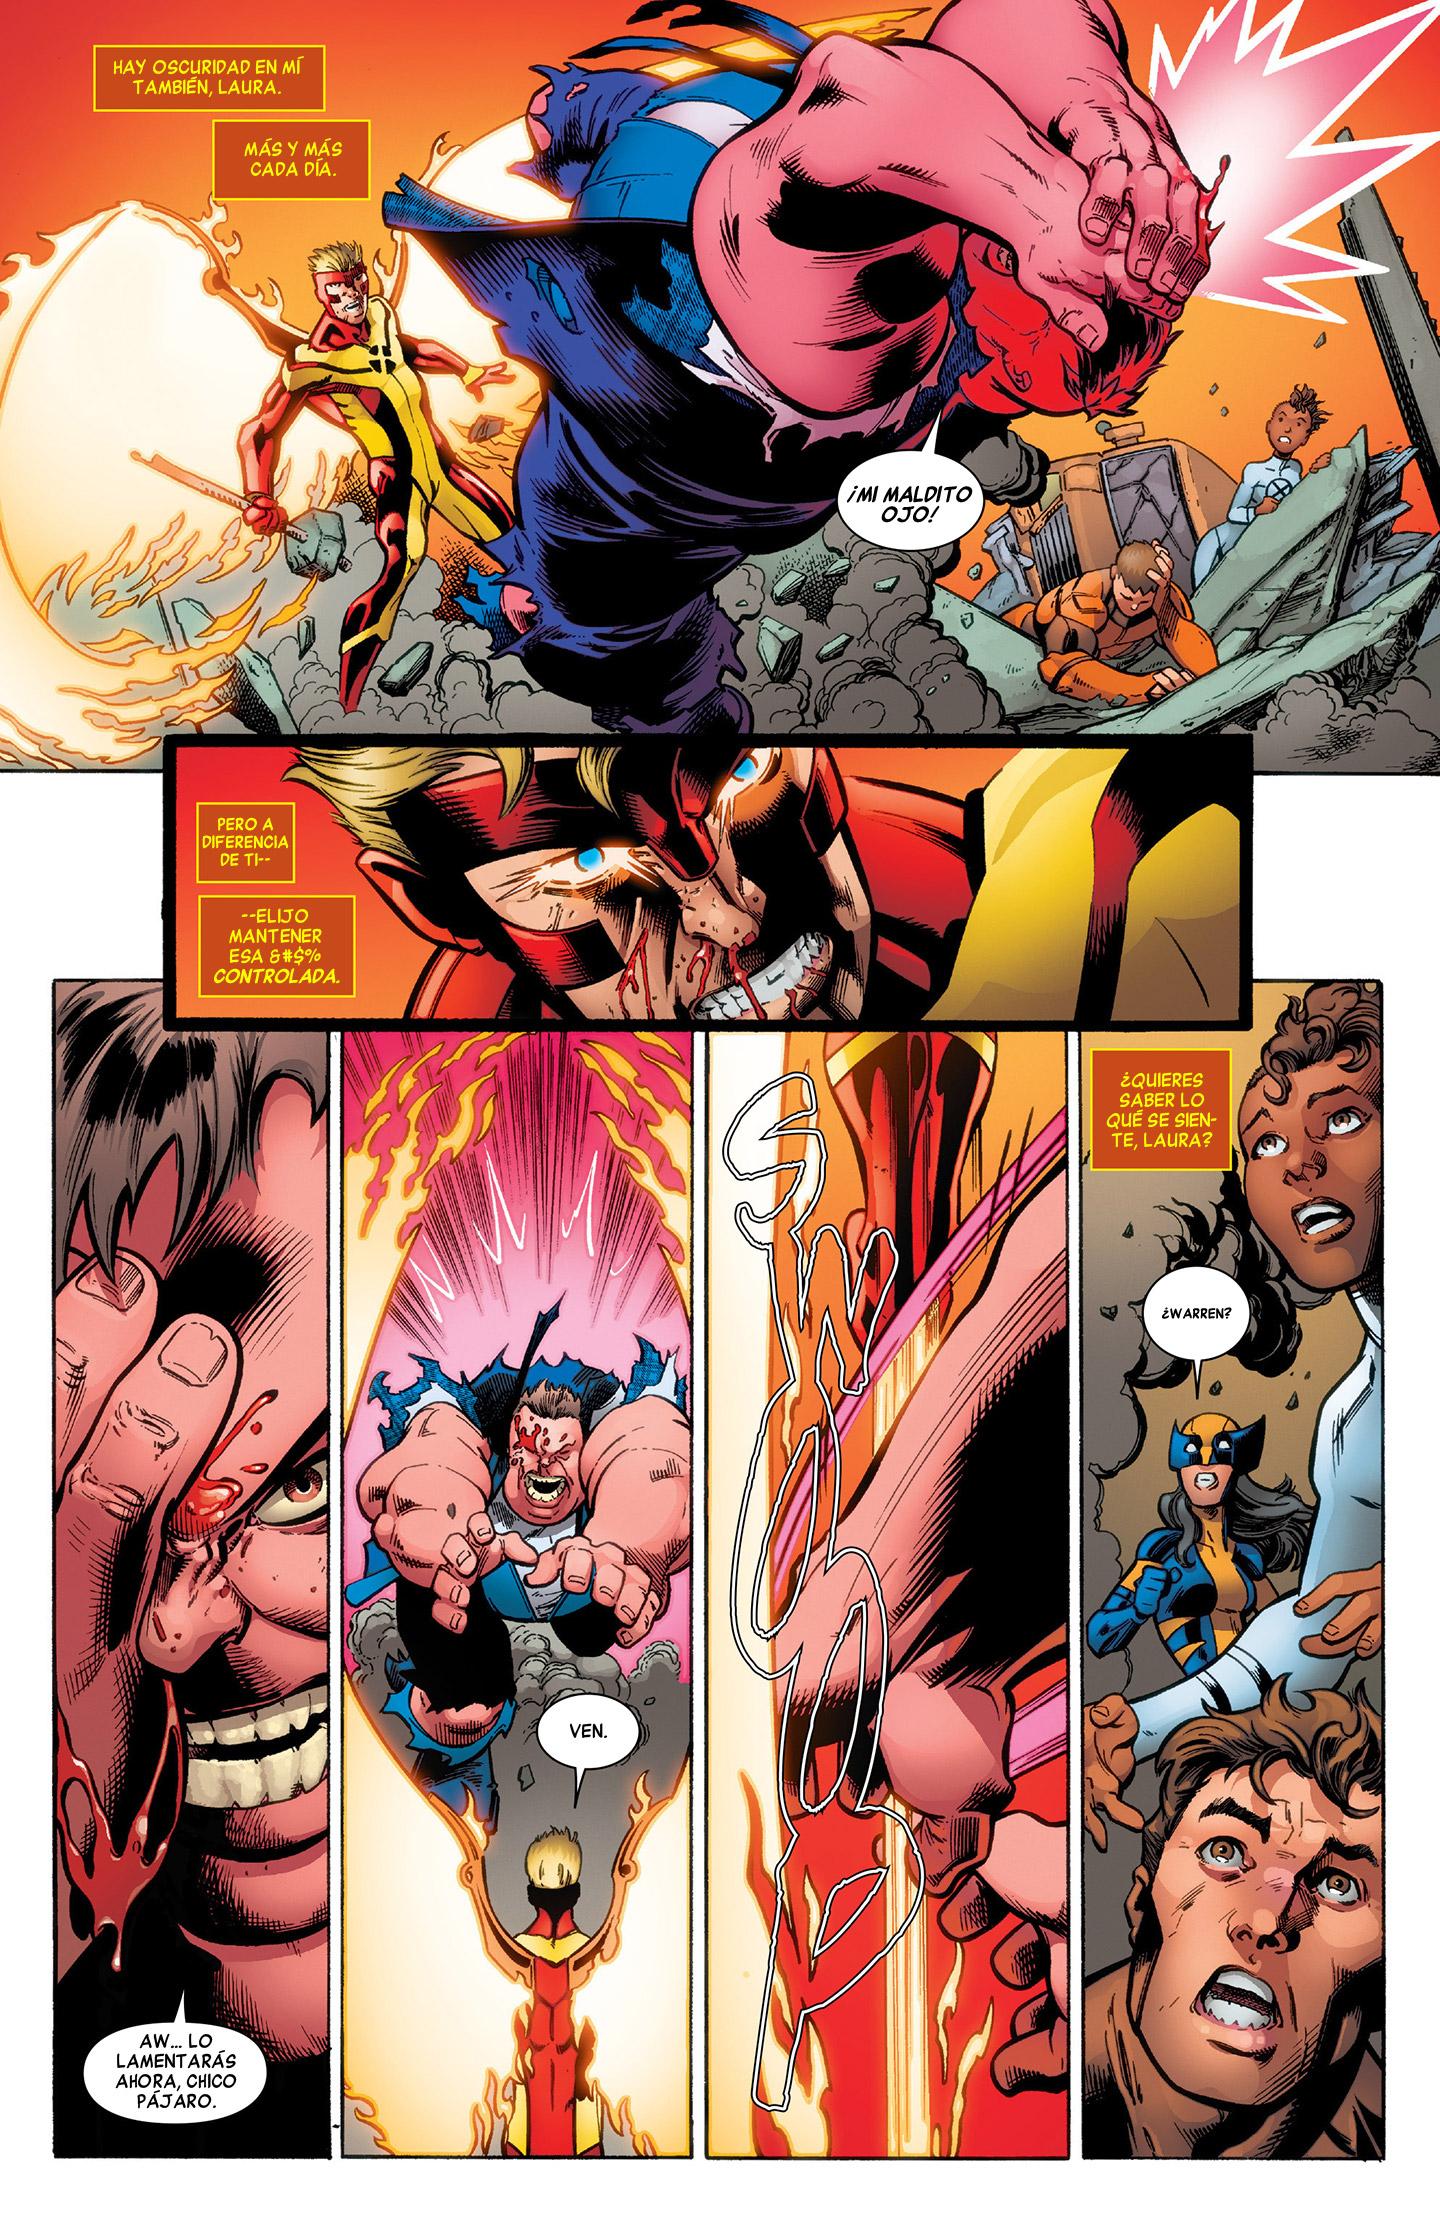 HAY OSCURIDAD EN MÍ
TAMBIÉN, LAURA.
MÁS Y MÁS
CADA DÍA.
¡MI MALDITO
OJO!
PERO A
DIFERENCIA
DE TI--
--ELIJO
MANTENER
ESA &#$%
CONTROLADA.
AW... LO
LAMENTARÁS
AHORA, CHICO
PÁJARO.
VEN.
SWOOP
¿QUIERES
SABER LO
QUÉ SE SIEN-
TE, LAURA?
¿WARREN?